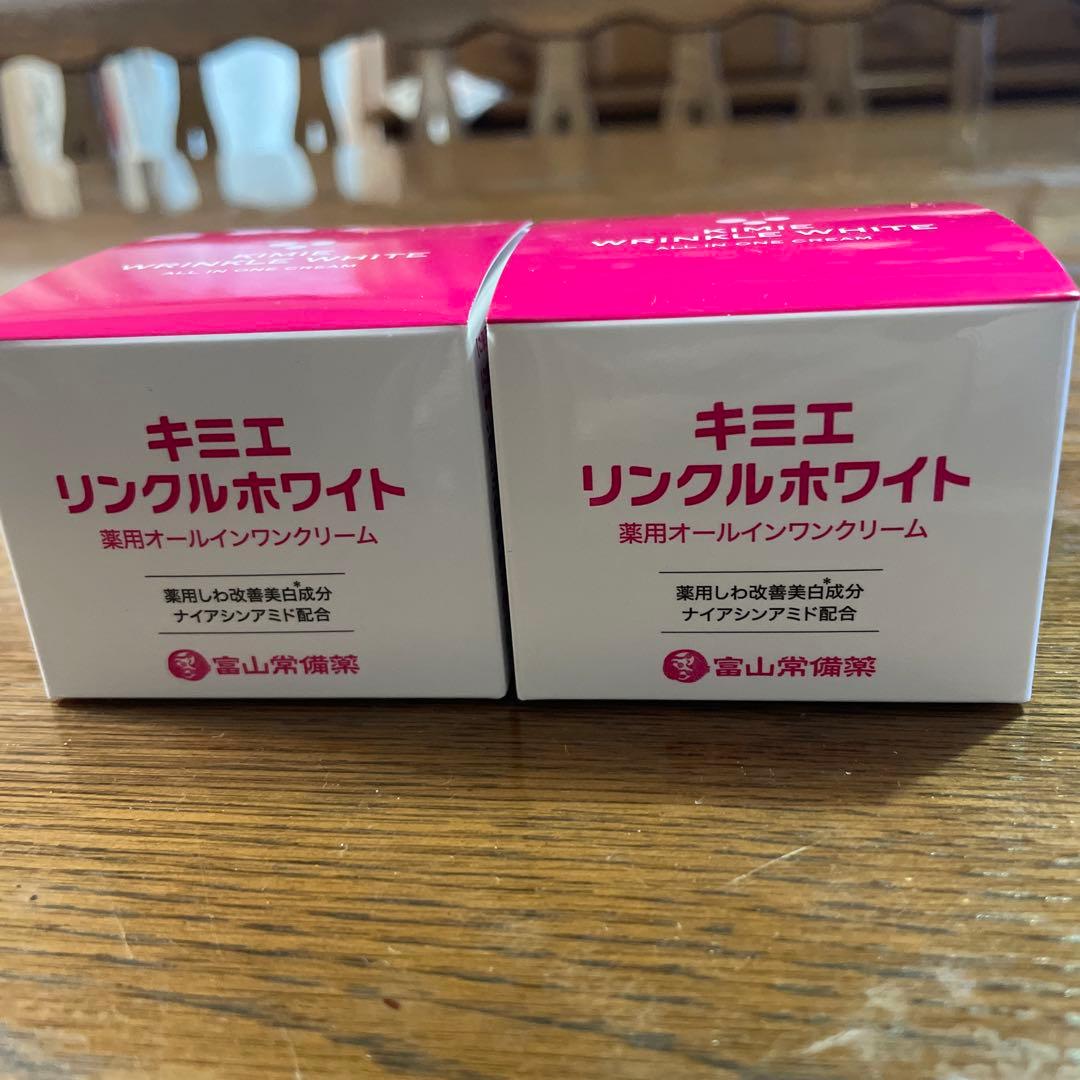 KIMIE
WRINKLE WHITE
ALL IN ONE CREAM
キミエ
リンクルホワイト
薬用オールインワンクリーム
薬用しわ改善美白*成分
ナイアシンアミド配合
富山常備薬
KIMIE
WRINKLE WHITE
ALL IN ONE CREAM
キミエ
リンクルホワイト
薬用オールインワンクリーム
薬用しわ改善美白*成分
ナイアシンアミド配合
富山常備薬